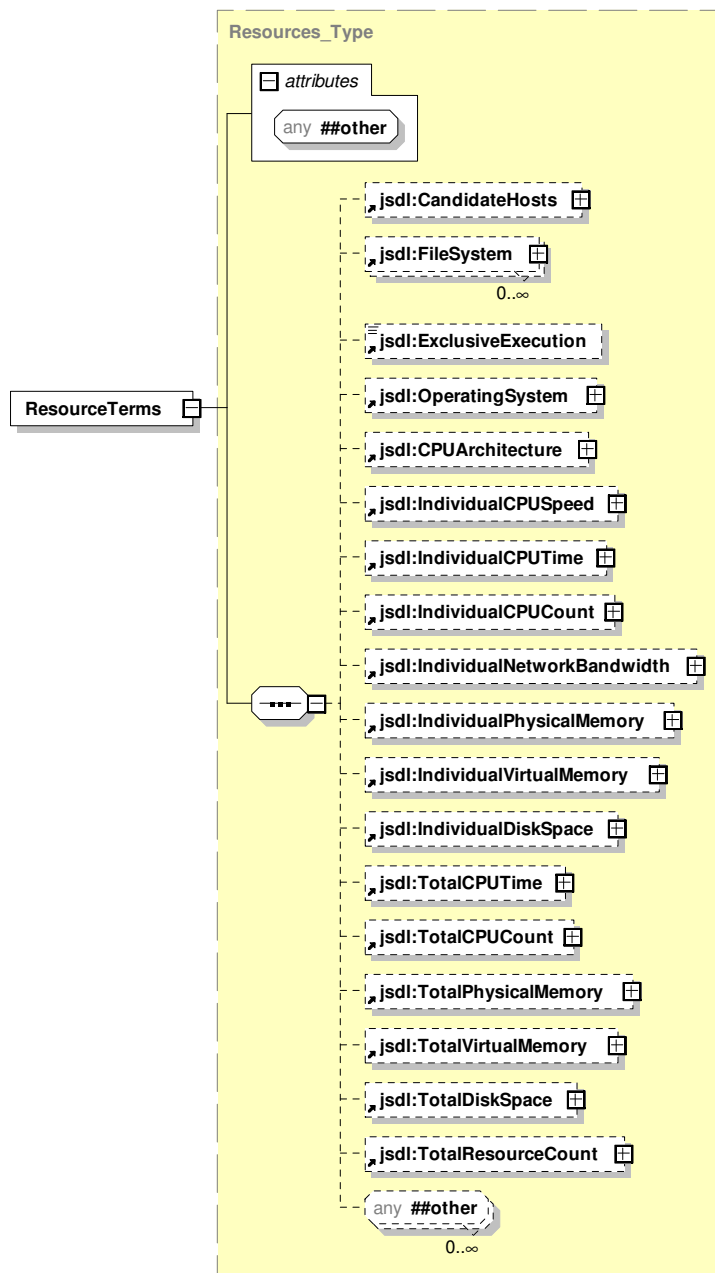 Resources_Type
attributes
any ##other
jsdl:CandidateHosts
jsdl:FileSystem
0..∞
jsdl:ExclusiveExecution
jsdl:OperatingSystem
ResourceTerms
jsdl:CPUArchitecture
jsdl:IndividualCPUSpeed
jsdl:IndividualCPUTime
jsdl:IndividualCPUCount
jsdl:IndividualNetworkBandwidth
jsdl:IndividualPhysicalMemory
jsdl:IndividualVirtualMemory
jsdl:IndividualDiskSpace
jsdl:TotalCPUTime
jsdl:TotalCPUCount
jsdl:TotalPhysicalMemory
jsdl:TotalVirtualMemory
jsdl:TotalDiskSpace
jsdl:TotalResourceCount
any ##other
0..∞